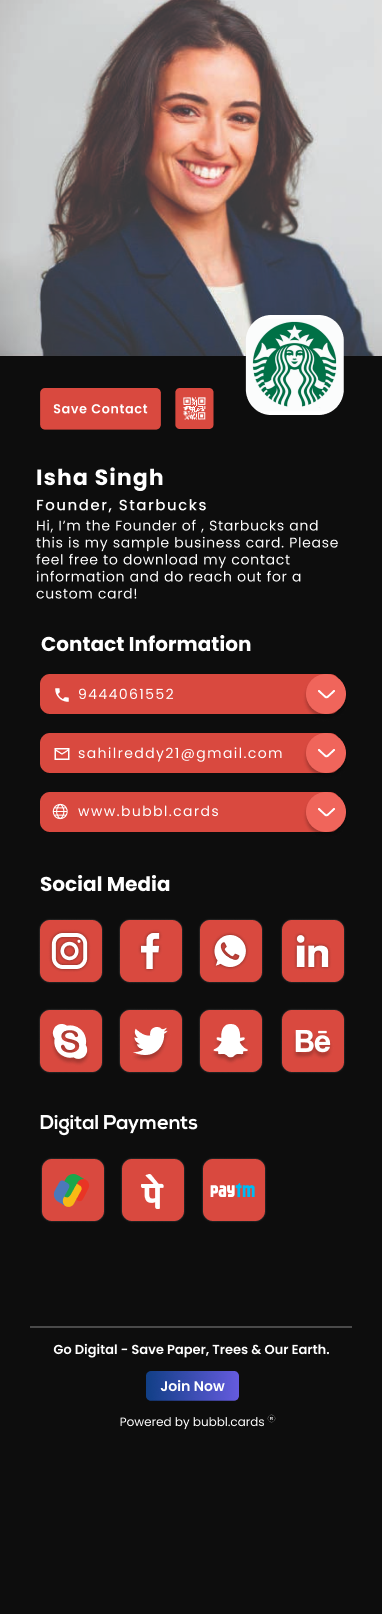 Save Contact
Isha Singh
Founder, Starbucks
Hi, I’m the Founder of , Starbucks and
this is my sample business card. Please
feel free to download my contact
information and do reach out for a
custom card!
Contact Information
9444061552
sahilreddy21@gmail.com
www.bubbl.cards
Social Media
in
S
Bē
Digital Payments
पे
paytm
Go Digital - Save Paper, Trees & Our Earth.
Join Now
Powered by bubbl.cards ®